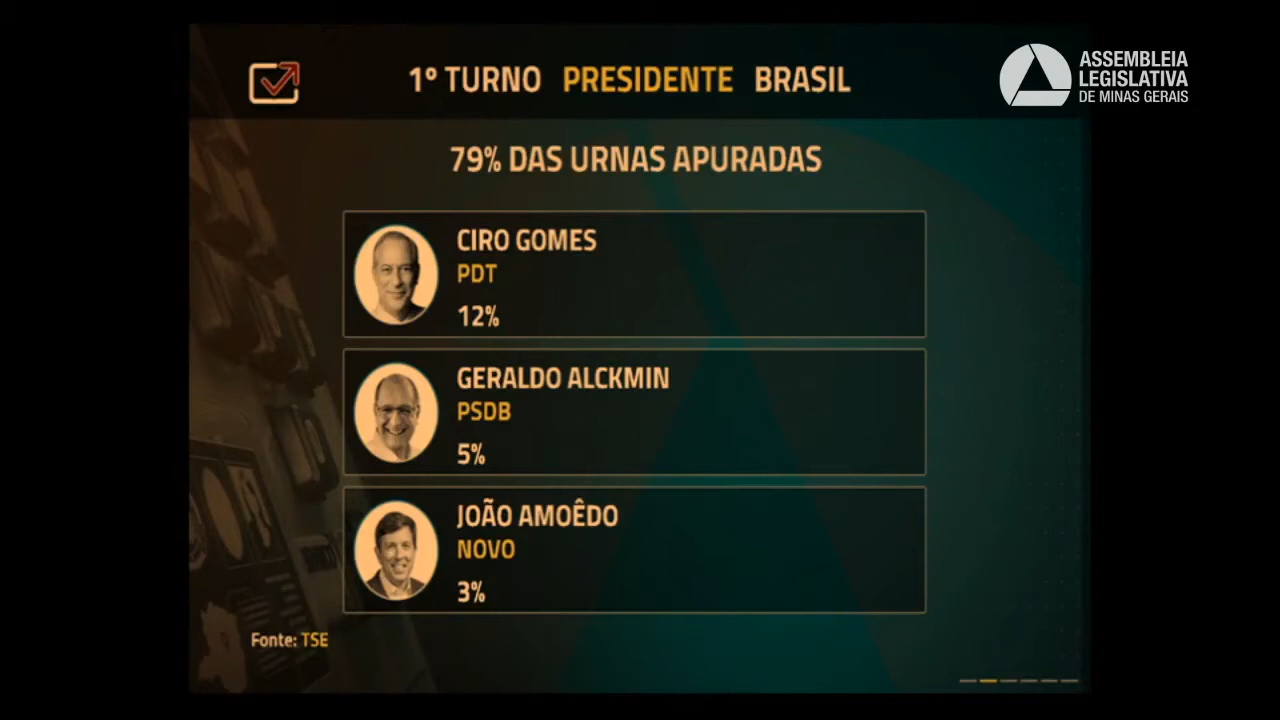 1º TURNO PRESIDENTE BRASIL
ASSEMBLEIA
LEGISLATIVA
DE MINAS GERAIS
79% DAS URNAS APURADAS
CIRO GOMES
PDT
12%
GERALDO ALCKMIN
PSDB
5%
JOÃO AMOÊDO
NOVO
3%
Fonte: TSE